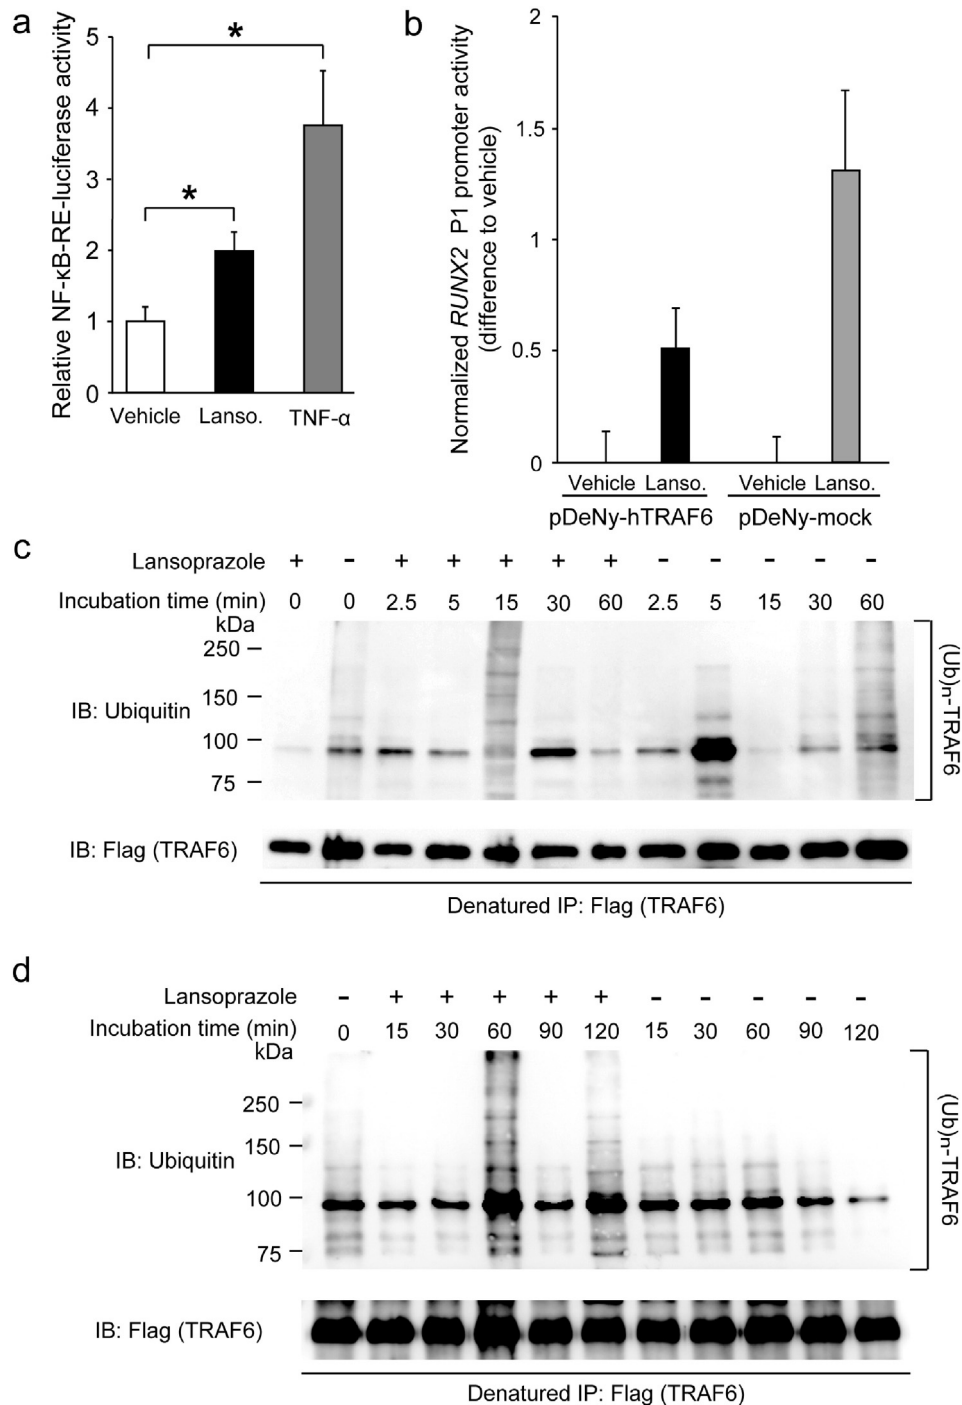 a
Relative NF-κB-RE-luciferase activity
5
4
3
2
1
0
*
*
Vehicle Lanso. TNF-α
b
Normalized RUNX2 P1 promoter activity
(difference to vehicle)
2
1.5
1
0.5
0
Vehicle Lanso. Vehicle Lanso.
pDeNy-hTRAF6 pDeNy-mock
c
Lansoprazole + - + + + + + - - - - -
Incubation time (min) 0 0 2.5 5 15 30 60 2.5 5 15 30 60
kDa
250
150
IB: Ubiquitin
100
75
(Ub)n-TRAF6
IB: Flag (TRAF6)
Denatured IP: Flag (TRAF6)
d
Lansoprazole - + + + + + - - - - -
Incubation time (min) 0 15 30 60 90 120 15 30 60 90 120
kDa
250
150
IB: Ubiquitin
100
75
(Ub)n-TRAF6
IB: Flag (TRAF6)
Denatured IP: Flag (TRAF6)